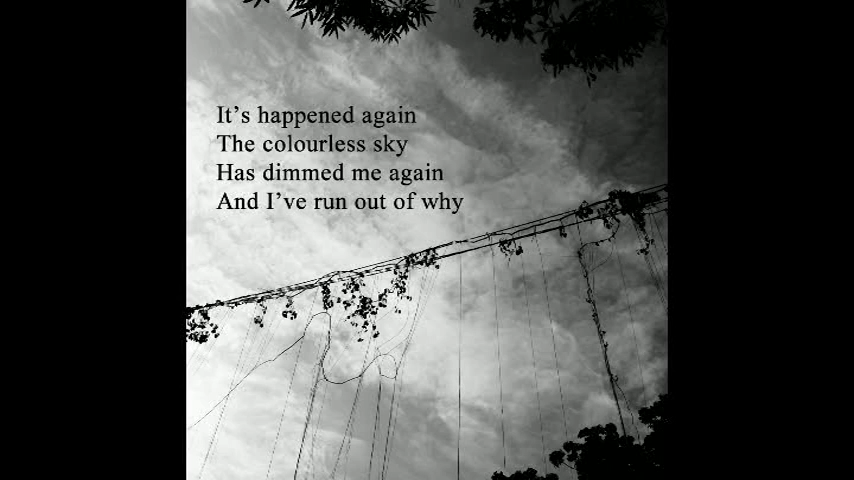 It's happened again
The colourless sky
Has dimmed me again
And I've run out of why